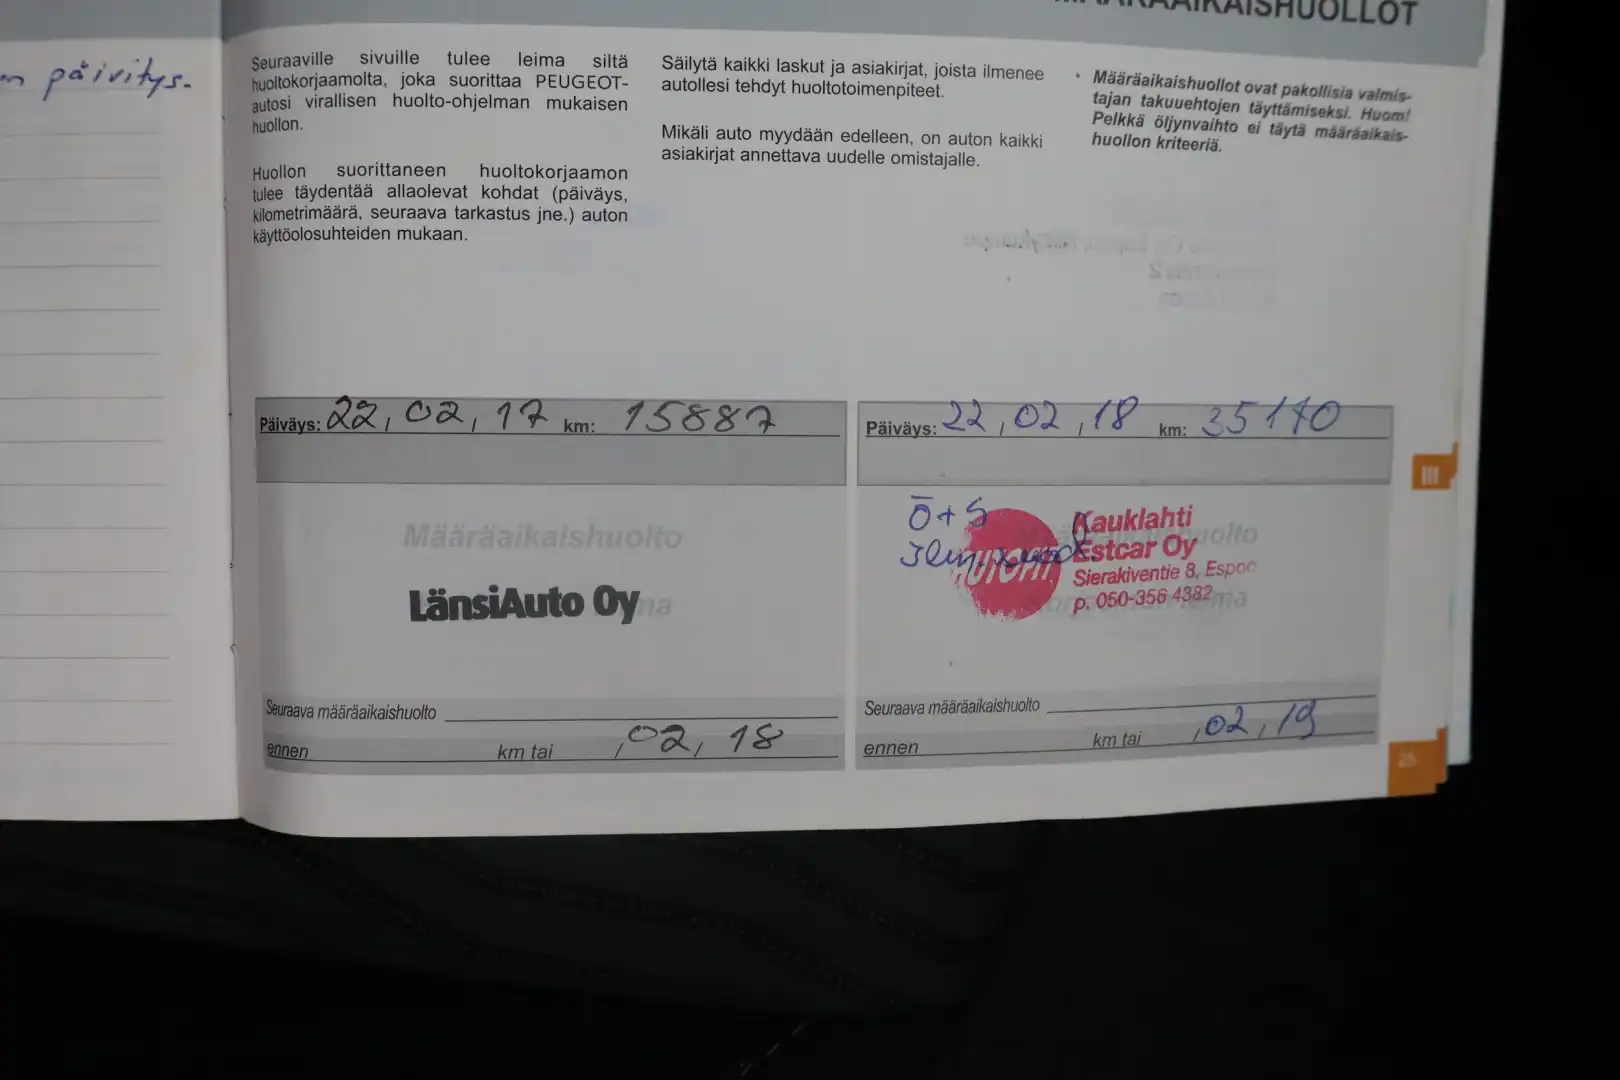 MÄÄRÄAIKAISHUOLLOT
päivitys.
Seuraaville sivuille tulee leima siltä
huoltokorjaamolta, joka suorittaa PEUGEOT-
autosi virallisen huolto-ohjelman mukaisen
huollon.
Huollon suorittaneen huoltokorjaamon
tulee täydentää allaolevat kohdat (päiväys,
kilometrimäärä, seuraava tarkastus jne.) auton
käyttöolosuhteiden mukaan.
Säilytä kaikki laskut ja asiakirjat, joista ilmenee
autollesi tehdyt huoltotoimenpiteet.
Mikäli auto myydään edelleen, on auton kaikki
asiakirjat annettava uudelle omistajalle.
• Määräaikaishuollot ovat pakollisia valmis-
tajan takuuehtojen täyttämiseksi. Huom!
Pelkkä öljynvaihto ei täytä määräaikais-
huollon kriteeriä.
Päiväys: 22,02,17 km: 15887
Määräaikaishuolto
LänsiAuto Oy
Seuraava määräaikaishuolto
ennen km tai ,02,18
Päiväys: 22,02,18 km: 35170
Ö+S
AUTOFIT
Kauklahti
Estcar Oy
Sierakiventie 8, Espoo
p. 050-356 4382
Seuraava määräaikaishuolto
ennen km tai ,02,19
III
26